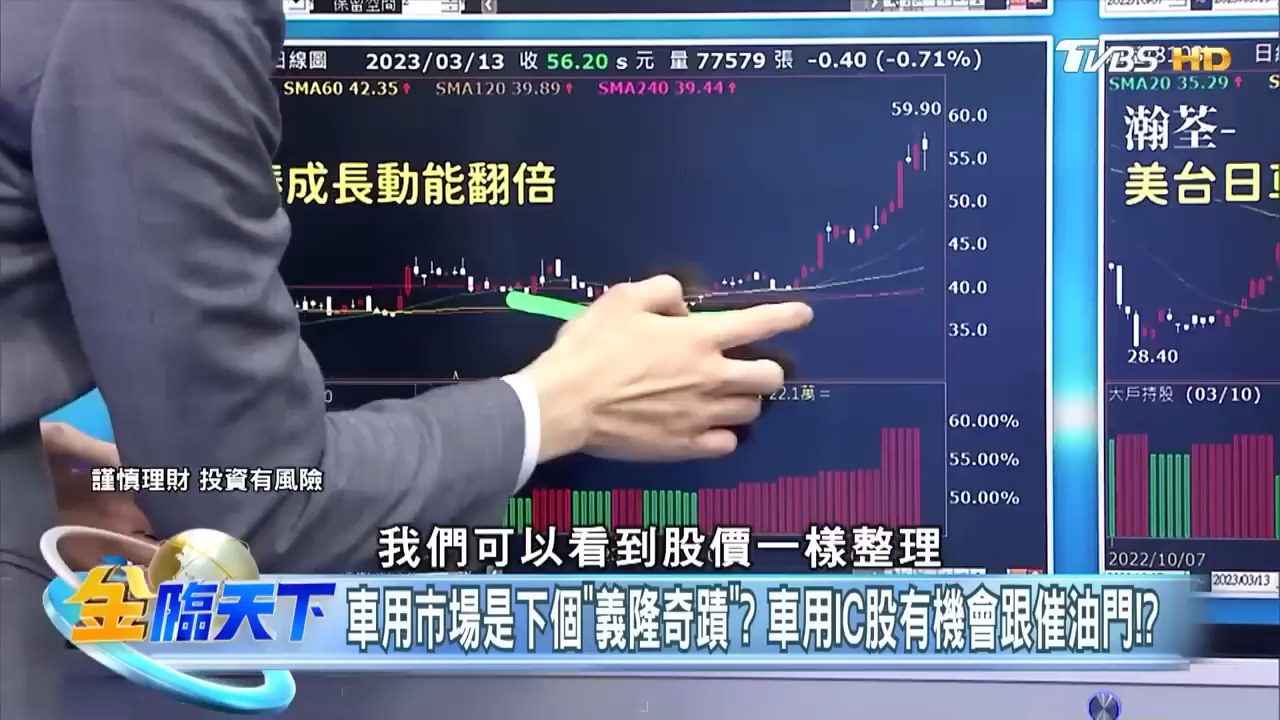 保留空間
日線圖 2023/03/13 收 56.20 s 元 量 77579 張 -0.40 (-0.71%)
TVBS HD
SMA60 42.35↑ SMA120 39.89↑ SMA240 39.44↑
SMA20 35.29↑
59.90
60.0
55.0
50.0
45.0
40.0
35.0
成長動能翻倍
瀚荃-
美台日
28.40
22.1萬 =
大戶持股 (03/10)
60.00%
55.00%
50.00%
2022/10/07
2023/03/13
謹慎理財 投資有風險
我們可以看到股價一樣整理
金臨天下
車用市場是下個"義隆奇蹟"? 車用IC股有機會跟催油門!?